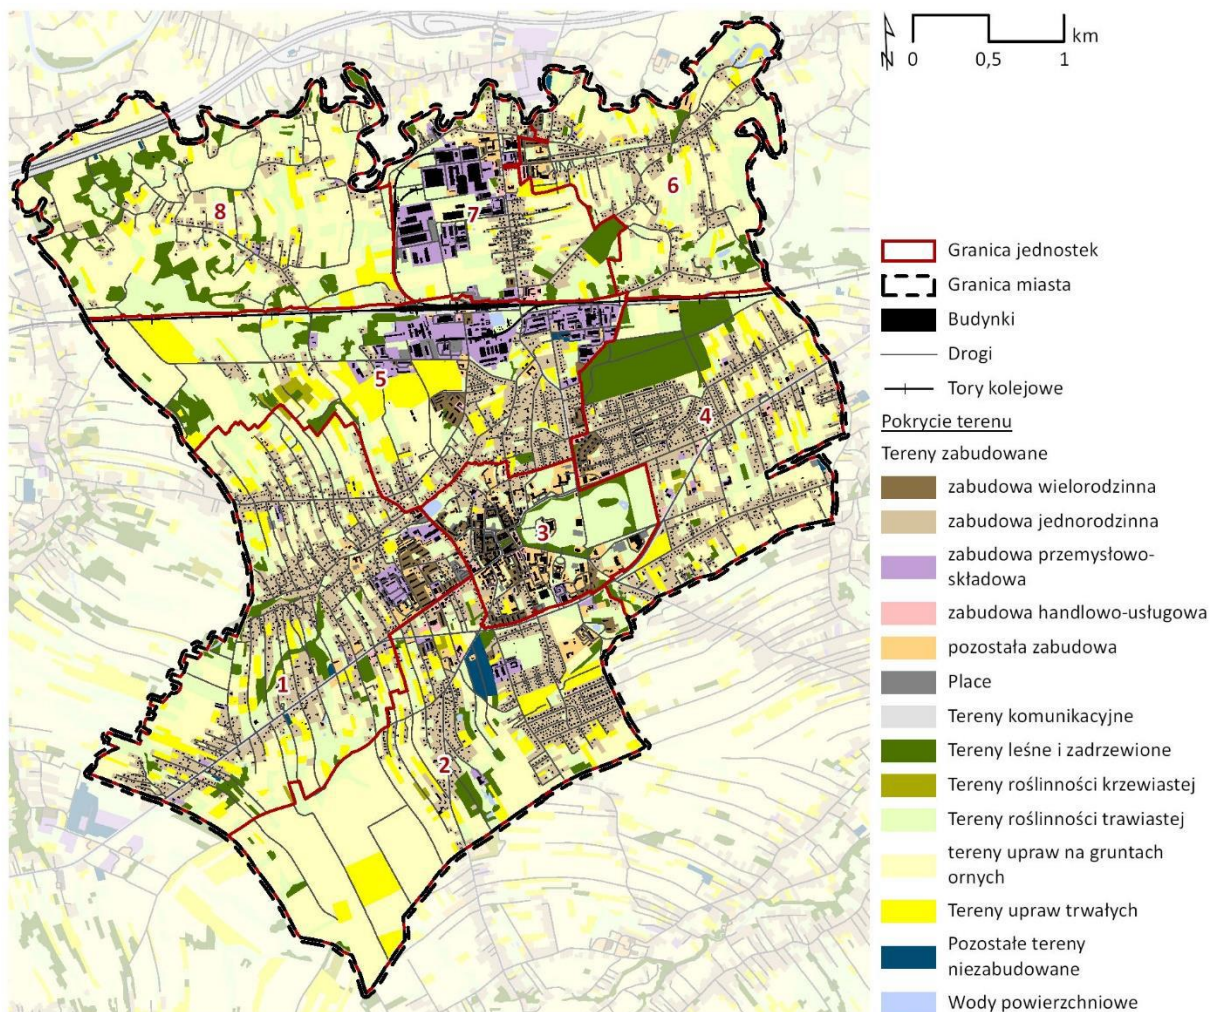 N
km
0
0,5
1
8
7
6
5
4
3
1
2
Granica jednostek
Granica miasta
Budynki
Drogi
Tory kolejowe
Pokrycie terenu
Tereny zabudowane
zabudowa wielorodzinna
zabudowa jednorodzinna
zabudowa przemysłowo-
składowa
zabudowa handlowo-usługowa
pozostała zabudowa
Place
Tereny komunikacyjne
Tereny leśne i zadrzewione
Tereny roślinności krzewiastej
Tereny roślinności trawiastej
tereny upraw na gruntach
ornych
Tereny upraw trwałych
Pozostałe tereny
niezabudowane
Wody powierzchniowe